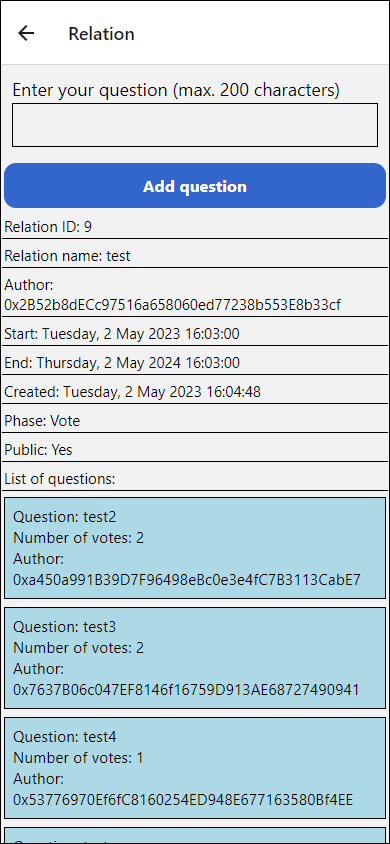 Relation
Enter your question (max. 200 characters)
Add question
Relation ID: 9
Relation name: test
Author:
0x2B52b8dECc97516a658060ed77238b553E8b33cf
Start: Tuesday, 2 May 2023 16:03:00
End: Thursday, 2 May 2024 16:03:00
Created: Tuesday, 2 May 2023 16:04:48
Phase: Vote
Public: Yes
List of questions:
Question: test2
Number of votes: 2
Author:
0xa450a991B39D7F96498eBc0e3e4fC7B3113CabE7
Question: test3
Number of votes: 2
Author:
0x7637B06c047EF8146f16759D913AE68727490941
Question: test4
Number of votes: 1
Author:
0x53776970Ef6fC8160254ED948E677163580Bf4EE